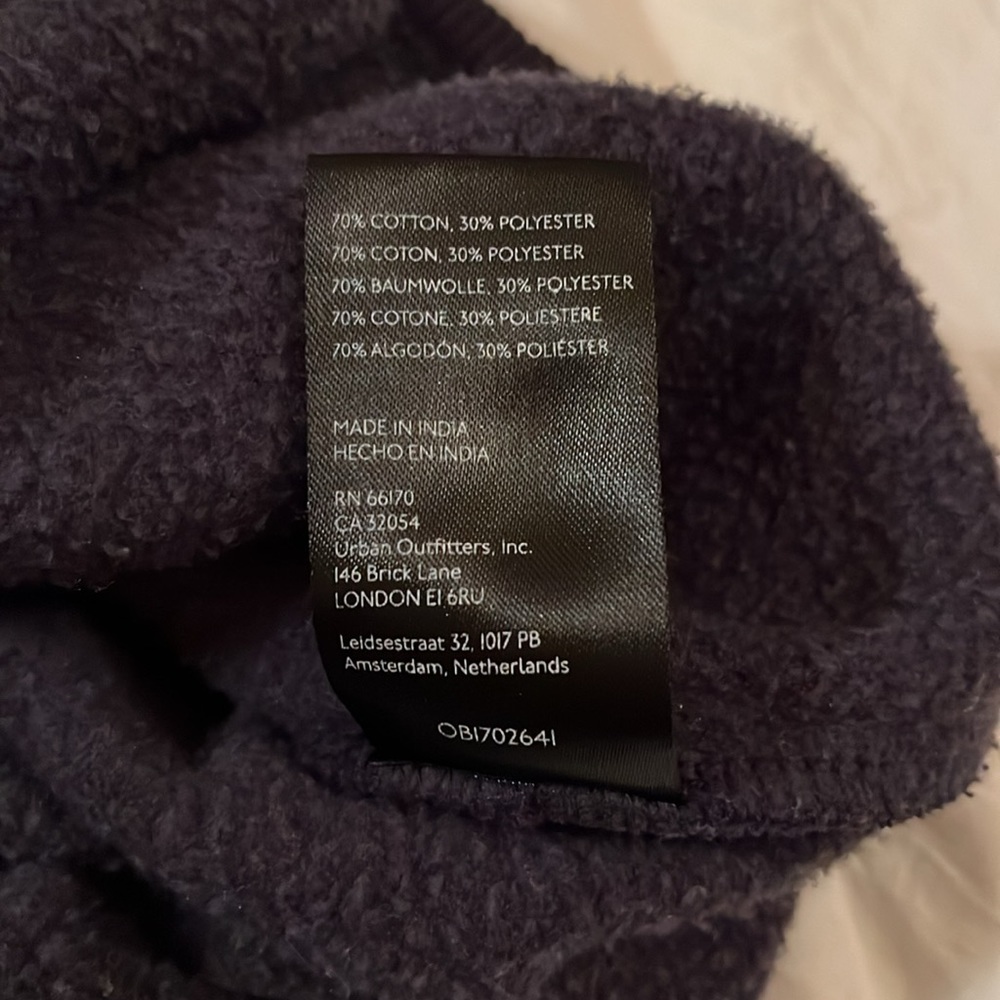 70% COTTON, 30% POLYESTER
70% COTON, 30% POLYESTER
70% BAUMWOLLE, 30% POLYESTER
70% COTONE, 30% POLIESTERE
70% ALGODÓN, 30% POLIÉSTER
MADE IN INDIA
HECHO EN INDIA
RN 66170
CA 32054
Urban Outfitters, Inc.
146 Brick Lane
LONDON E1 6RU
Leidsestraat 32, 1017 PB
Amsterdam, Netherlands
OB1702641